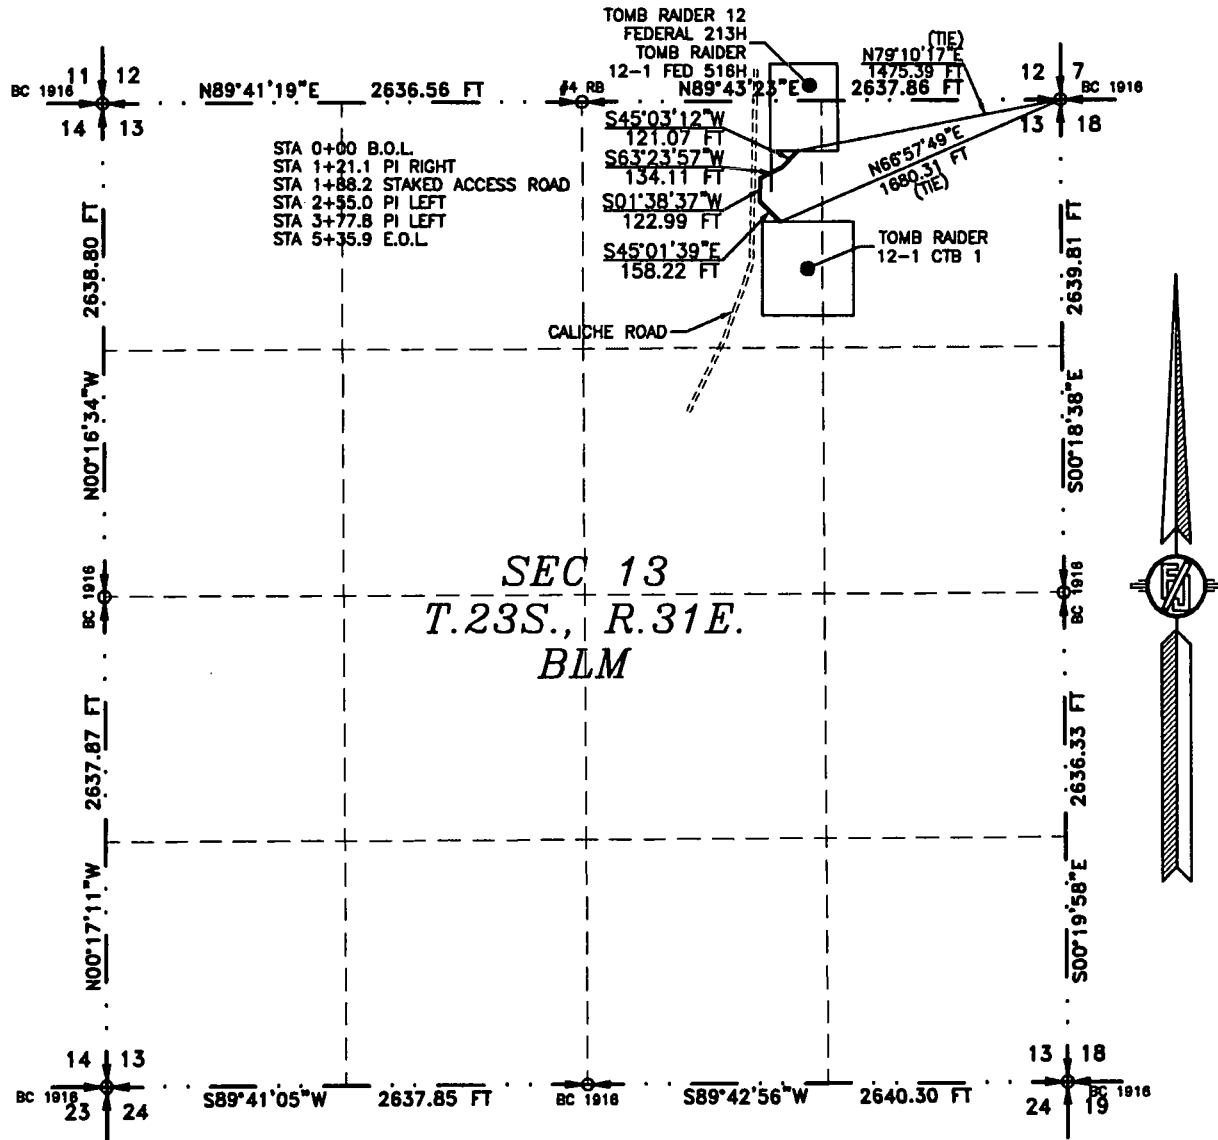 TOMB RAIDER 12
FEDERAL 213H
TOMB RAIDER
12-1 FED 516H
(TIE)
N79°10'17"E
1475.39 FT
11 12
BC 1916
14 13
N89°41'19"E 2636.56 FT
#4 RB
N89°43'23"E 2637.86 FT
12 7
BC 1916
13 18
STA 0+00 B.O.L.
STA 1+21.1 PI RIGHT
STA 1+88.2 STAKED ACCESS ROAD
STA 2+55.0 PI LEFT
STA 3+77.8 PI LEFT
STA 5+35.9 E.O.L.
S45°03'12"W
121.07 FT
S63°23'57"W
134.11 FT
S01°38'37"W
122.99 FT
S45°01'39"E
158.22 FT
N66°57'49"E
1680.31 FT
(TIE)
TOMB RAIDER
12-1 CTB 1
CALICHE ROAD
2638.80 FT
N00°16'34"W
2639.81 FT
S00°18'38"E
BC 1916
BC 1916
SEC 13
T.23S., R.31E.
BLM
2637.87 FT
N00°17'11"W
2636.33 FT
S00°19'58"E
14 13
BC 1916
23 24
S89°41'05"W 2637.85 FT
BC 1916
S89°42'56"W 2640.30 FT
13 18
BC 1916
24 19